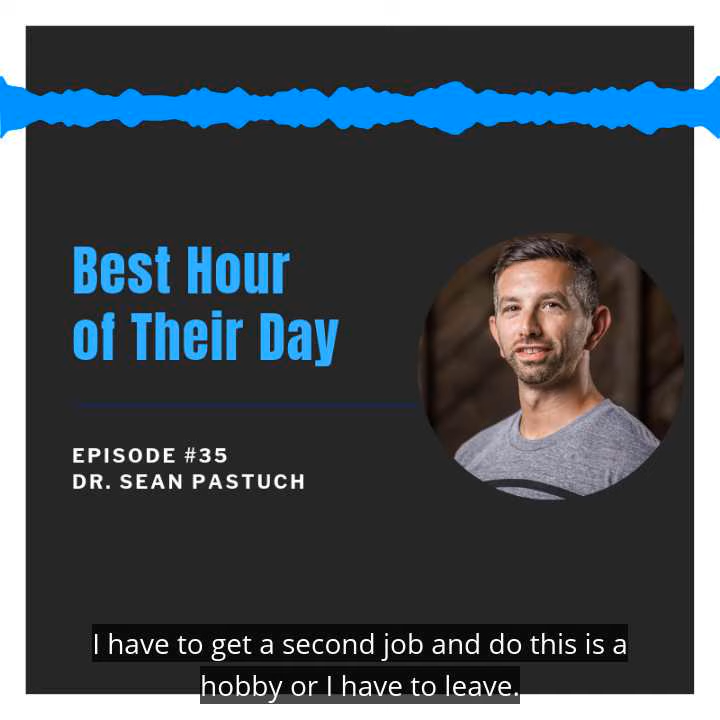 Best Hour
of Their Day
EPISODE #35
DR. SEAN PASTUCH
I have to get a second job and do this is a
hobby or I have to leave.